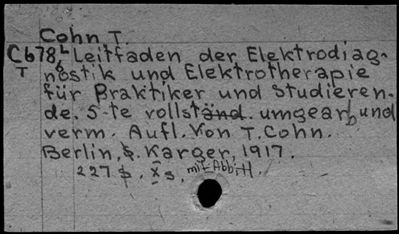 Cohn T.
C678L Leitfaden der Elektrodiag-
T nostik und Elektrotherapie
für Praktiker und Studieren-
de. 5-te vollständ. umgearb. und
verm. Aufl. Von T. Cohn.
Berlin, S. Karger, 1917.
227 S. X S. mit Abb.